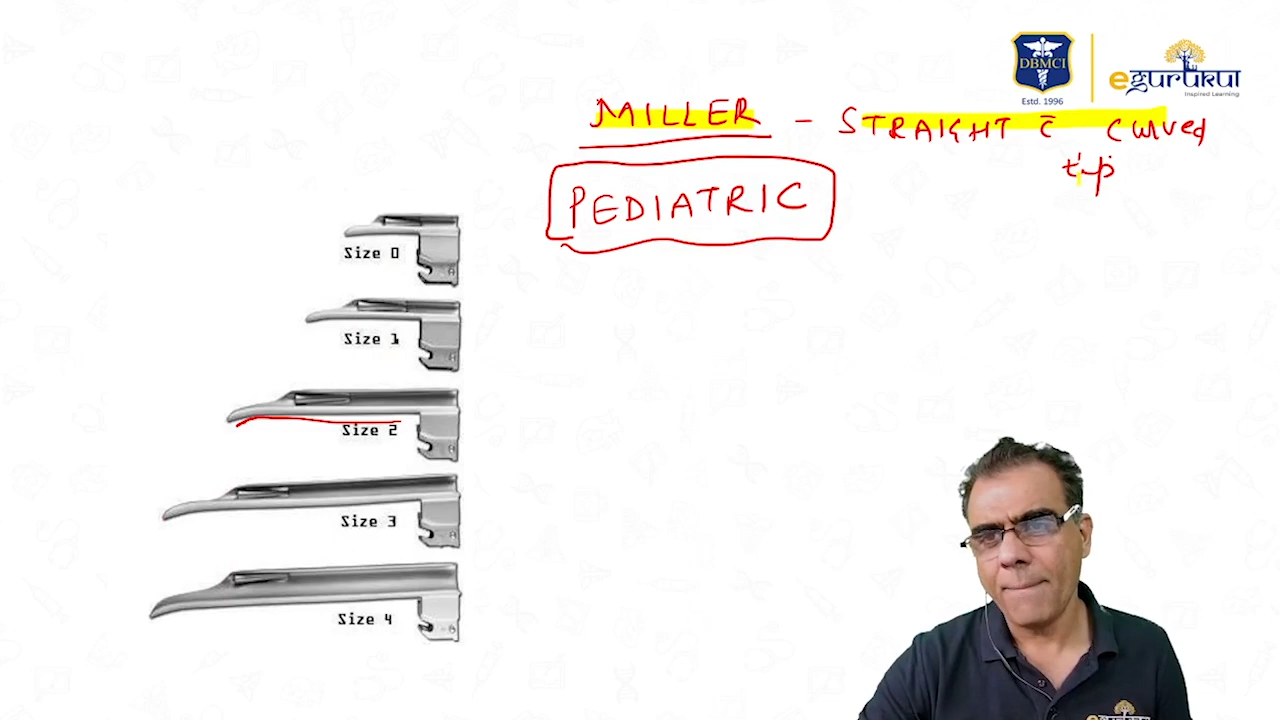 DBMCI
Estd. 1996
egurukul
Inspired Learning
MILLER - STRAIGHT c̄ curved
tip
PEDIATRIC
Size 0
Size 1
Size 2
Size 3
Size 4
egurukul